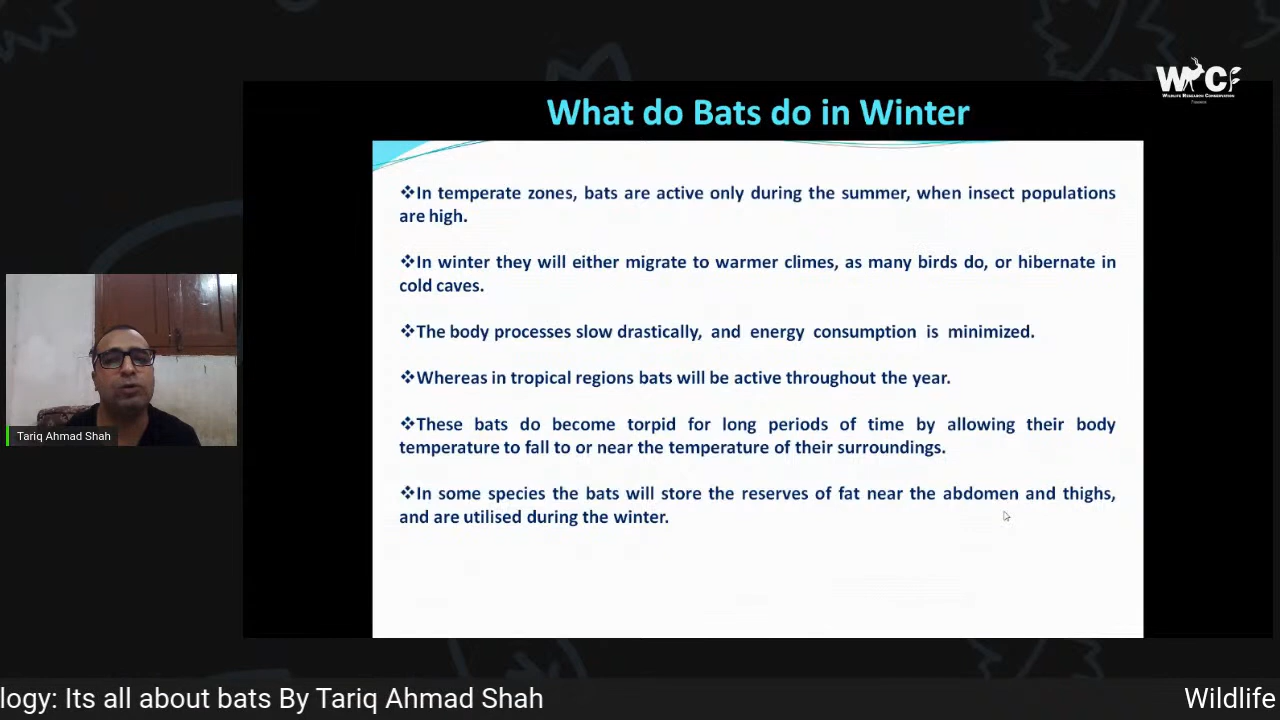 WRCF
WILDLIFE RESEARCH CONSERVATION
What do Bats do in Winter
❖In temperate zones, bats are active only during the summer, when insect populations
are high.
❖In winter they will either migrate to warmer climes, as many birds do, or hibernate in
cold caves.
❖The body processes slow drastically, and energy consumption is minimized.
❖Whereas in tropical regions bats will be active throughout the year.
❖These bats do become torpid for long periods of time by allowing their body
temperature to fall to or near the temperature of their surroundings.
❖In some species the bats will store the reserves of fat near the abdomen and thighs,
and are utilised during the winter.
Tariq Ahmad Shah
logy: Its all about bats By Tariq Ahmad Shah
Wildlife